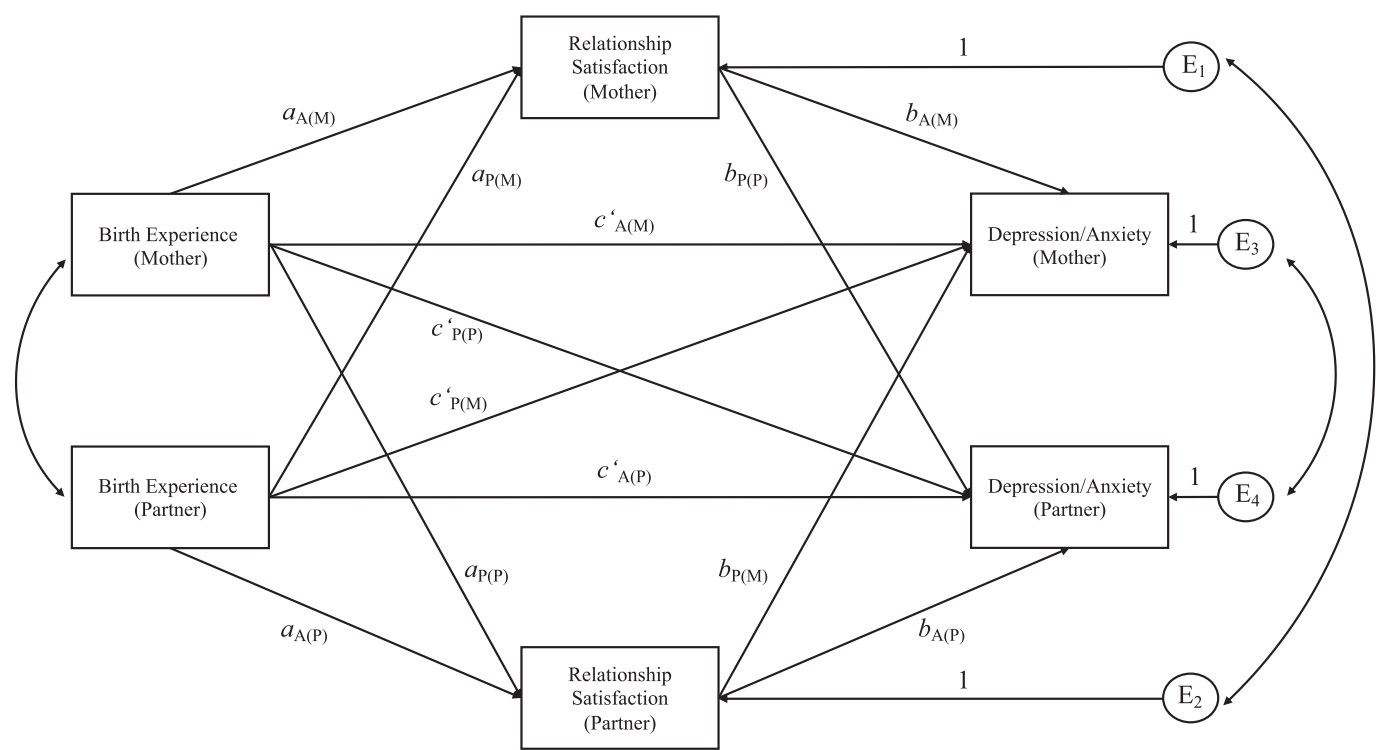 Relationship
Satisfaction
(Mother)
1
E₁
aA(M)
bA(M)
aP(M)
bP(P)
Birth Experience
(Mother)
c‘A(M)
Depression/Anxiety
(Mother)
1
E₃
c‘P(P)
c‘P(M)
Birth Experience
(Partner)
c‘A(P)
Depression/Anxiety
(Partner)
1
E₄
aP(P)
bP(M)
aA(P)
bA(P)
Relationship
Satisfaction
(Partner)
1
E₂